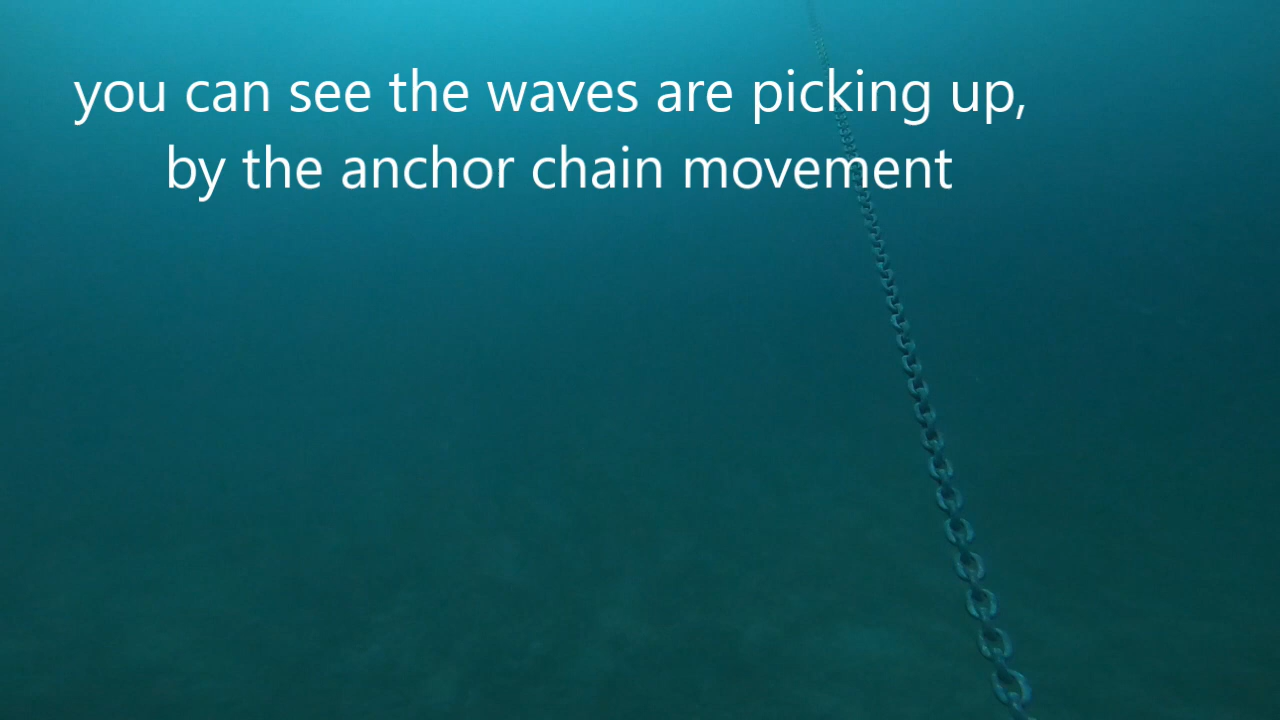 you can see the waves are picking up,
by the anchor chain movement